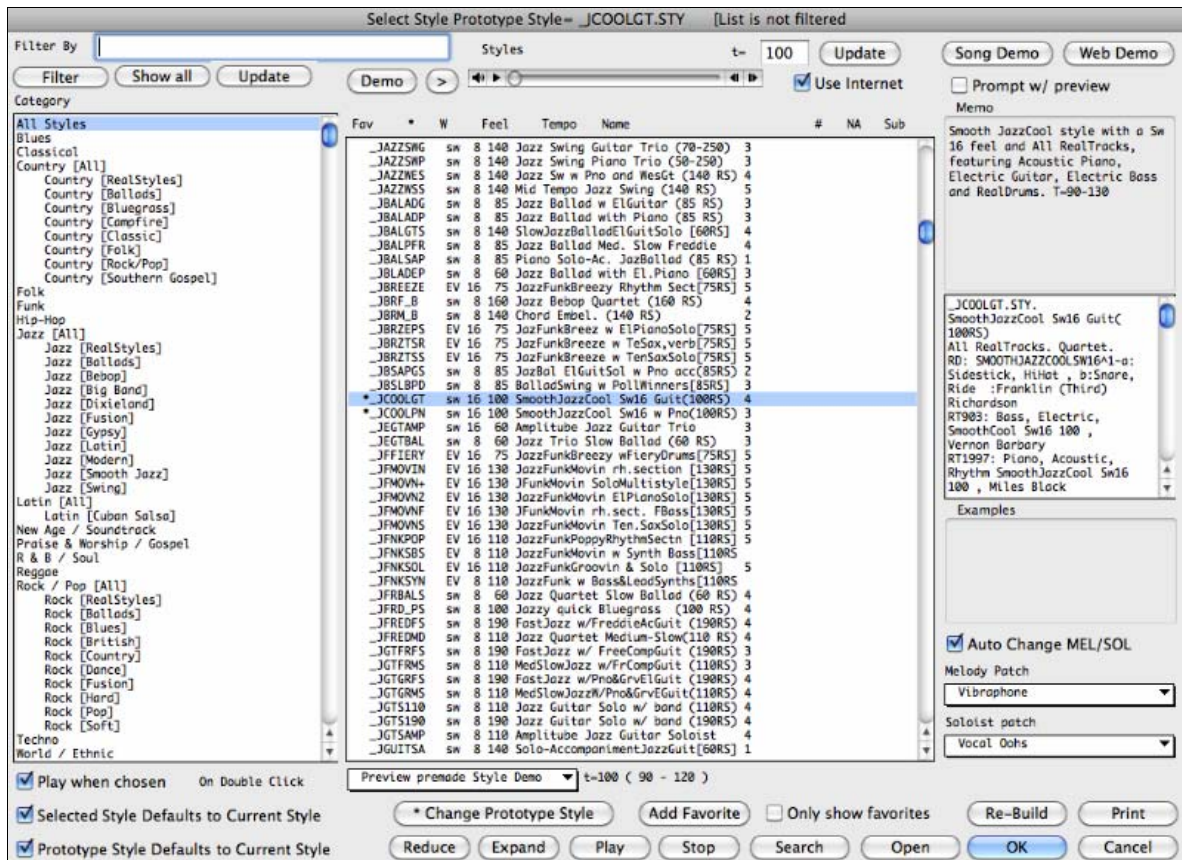 Select Style Prototype Style= _JCOOLGT.STY [List is not filtered
Filter By
Styles
t= 100 Update
Song Demo Web Demo
Filter Show all Update
Demo >
Use Internet
Prompt w/ preview
Category
Memo
All Styles
Blues
Classical
Country [All]
Country [RealStyles]
Country [Ballads]
Country [Bluegrass]
Country [Campfire]
Country [Classic]
Country [Folk]
Country [Rock/Pop]
Country [Southern Gospel]
Folk
Funk
Hip-Hop
Jazz [All]
Jazz [RealStyles]
Jazz [Ballads]
Jazz [Bebop]
Jazz [Big Band]
Jazz [Dixieland]
Jazz [Fusion]
Jazz [Gypsy]
Jazz [Latin]
Jazz [Modern]
Jazz [Smooth Jazz]
Jazz [Swing]
Latin [All]
Latin [Cuban Salsa]
New Age / Soundtrack
Praise & Worship / Gospel
R & B / Soul
Reggae
Rock / Pop [All]
Rock [RealStyles]
Rock [Ballads]
Rock [Blues]
Rock [British]
Rock [Country]
Rock [Dance]
Rock [Fusion]
Rock [Hard]
Rock [Pop]
Rock [Soft]
Techno
World / Ethnic
Fav * W Feel Tempo Name # NA Sub
_JAZZSWG sw 8 140 Jazz Swing Guitar Trio (70-250) 3
_JAZZSWP sw 8 140 Jazz Swing Piano Trio (50-250) 3
_JAZZWES sw 8 140 Jazz Sw w Pno and WesGt (140 RS) 4
_JAZZWSS sw 8 140 Mid Tempo Jazz Swing (140 RS) 5
_JBALADG sw 8 85 Jazz Ballad w ElGuitar (85 RS) 3
_JBALADP sw 8 85 Jazz Ballad with Piano (85 RS) 3
_JBALGTS sw 8 140 SlowJazzBalladElGuitSolo [60RS] 4
_JBALPFR sw 8 85 Jazz Ballad Med. Slow Freddie 4
_JBALSAP sw 8 85 Piano Solo-Ac. JazBallad (85 RS) 1
_JBLADEP sw 8 60 Jazz Ballad with El.Piano [60RS] 3
_JBREEZE EV 16 75 JazzFunkBreezy Rhythm Sect[75RS] 5
_JBRF_B sw 8 160 Jazz Bebop Quartet (160 RS) 4
_JBRM_B sw 8 140 Chord Embel. (140 RS) 2
_JBRZEPS EV 16 75 JazFunkBreez w ElPianoSolo[75RS] 5
_JBRZTSR EV 16 75 JazFunkBreeze w TeSax,verb[75RS] 5
_JBRZTSS EV 16 75 JazFunkBreeze w TenSaxSolo[75RS] 5
_JBSAPGS sw 8 85 JazBal ElGuitSol w Pno acc(85RS) 2
_JBSLBPD sw 8 85 BalladSwing w PollWinners[85RS] 3
*_JCOOLGT sw 16 100 SmoothJazzCool Sw16 Guit(100RS) 4
*_JCOOLPN sw 16 100 SmoothJazzCool Sw16 w Pno(100RS) 3
_JEGTAMP sw 16 60 Amplitube Jazz Guitar Trio 3
_JEGTBAL sw 8 60 Jazz Trio Slow Ballad (60 RS) 3
_JFFIERY EV 16 75 JazzFunkBreezy wFieryDrums[75RS] 5
_JFMOVIN EV 16 130 JazzFunkMovin rh.section [130RS] 5
_JFMOVN+ EV 16 130 JFunkMovin SoloMultistyle[130RS] 5
_JFMOVN2 EV 16 130 JazzFunkMovin ElPianoSolo[130RS] 5
_JFMOVNF EV 16 130 JFunkMovin rh.sect. FBass[130RS] 5
_JFMOVNS EV 16 130 JazzFunkMovin Ten.SaxSolo[130RS] 5
_JFNKPOP EV 16 110 JazzFunkPoppyRhythmSectn [110RS] 5
_JFNKSBS EV 8 110 JazzFunkMovin w Synth Bass[110RS
_JFNKSOL EV 16 110 JazzFunkGroovin & Solo [110RS] 5
_JFNKSYN EV 8 110 JazzFunk w Bass&LeadSynths[110RS
_JFRBALS sw 8 60 Jazz Quartet Slow Ballad (60 RS) 4
_JFRD_PS sw 8 100 Jazzy quick Bluegrass (100 RS) 4
_JFREDFS sw 8 190 FastJazz w/FreddieAcGuit (190RS) 3
_JFREDMD sw 8 110 Jazz Quartet Medium-Slow(110 RS) 4
_JGTFRFS sw 8 190 FastJazz w/ FreeCompGuit (190RS) 3
_JGTFRMS sw 8 110 MedSlowJazz w/FrCompGuit (110RS) 3
_JGTGRFS sw 8 190 FastJazz w/Pno&GrvElGuit (190RS) 4
_JGTGRMS sw 8 110 MedSlowJazzW/Pno&GrvEGuit(110RS) 4
_JGTS110 sw 8 110 Jazz Guitar Solo w/ band (110RS) 4
_JGTS190 sw 8 190 Jazz Guitar Solo w/ band (190RS) 4
_JGTSAMP sw 8 110 Amplitube Jazz Guitar Soloist 4
_JGUITSA sw 8 140 Solo-AccompanimentJazzGuit[60RS] 1
Smooth JazzCool style with a Sw
16 feel and All RealTracks,
featuring Acoustic Piano,
Electric Guitar, Electric Bass
and RealDrums. T=90-130
_JCOOLGT.STY.
SmoothJazzCool Sw16 Guit(
100RS)
All RealTracks. Quartet.
RD: SMOOTHJAZZCOOLSW16^1-a:
Sidestick, HiHat , b:Snare,
Ride :Franklin (Third)
Richardson
RT903: Bass, Electric,
SmoothCool Sw16 100 ,
Vernon Barbary
RT1997: Piano, Acoustic,
Rhythm SmoothJazzCool Sw16
100 , Miles Black
Examples
Auto Change MEL/SOL
Melody Patch
Vibraphone
Soloist patch
Vocal Oohs
Play when chosen On Double Click
Preview premade Style Demo t=100 ( 90 - 120 )
Selected Style Defaults to Current Style
* Change Prototype Style Add Favorite Only show favorites Re-Build Print
Prototype Style Defaults to Current Style
Reduce Expand Play Stop Search Open OK Cancel